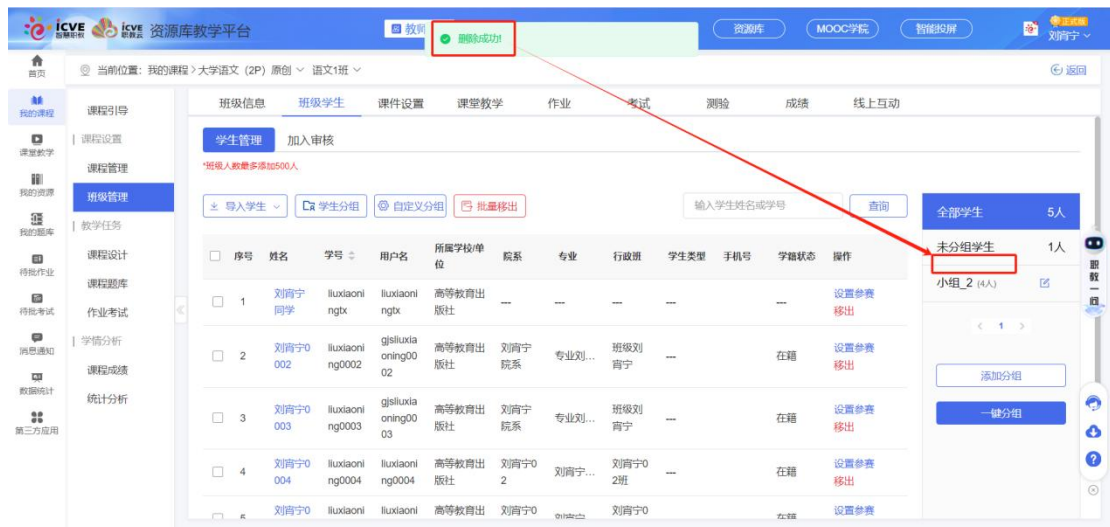 icve 智慧职教 icve 职教云 资源库教学平台
删除成功!
资源库 MOOC学院 智能投屏 正式版 刘宵宁
首页 当前位置：我的课程>大学语文 (2P) 原创 语文1班 返回
我的课程
课堂教学
我的资源
我的题库
待批作业
待批考试
消息通知
数据统计
第三方应用
课程引导
课程设置
课程管理
班级管理
教学任务
课程设计
课程题库
作业考试
学情分析
课程成绩
统计分析
班级信息 班级学生 课件设置 课堂教学 作业 考试 测验 成绩 线上互动
学生管理 加入审核
*班级人数最多添加500人
导入学生 学生分组 自定义分组 批量移出 输入学生姓名或学号 查询
序号 姓名 学号 用户名 所属学校/单位 院系 专业 行政班 学生类型 手机号 学籍状态 操作
1 刘宵宁同学 liuxiaoningtx liuxiaoningtx 高等教育出版社 --- --- --- --- --- 设置参赛 移出
2 刘宵宁0002 liuxiaoning0002 gjsliuxiaoning0002 高等教育出版社 刘宵宁院系 专业刘... 班级刘宵宁 --- 在籍 设置参赛 移出
3 刘宵宁0003 liuxiaoning0003 gjsliuxiaoning0003 高等教育出版社 刘宵宁院系 专业刘... 班级刘宵宁 --- 在籍 设置参赛 移出
4 刘宵宁0004 liuxiaoning0004 liuxiaoning0004 高等教育出版社 刘宵宁02 刘宵宁... 刘宵宁02班 --- 在籍 设置参赛 移出
5 刘宵宁0 liuxiaoni liuxiaoni 高等教育出 刘宵宁0 刘宵宁 刘宵宁0 在籍 设置参赛
全部学生 5人
未分组学生 1人
小组_2 (4人)
< 1 >
添加分组
一键分组
职教一问